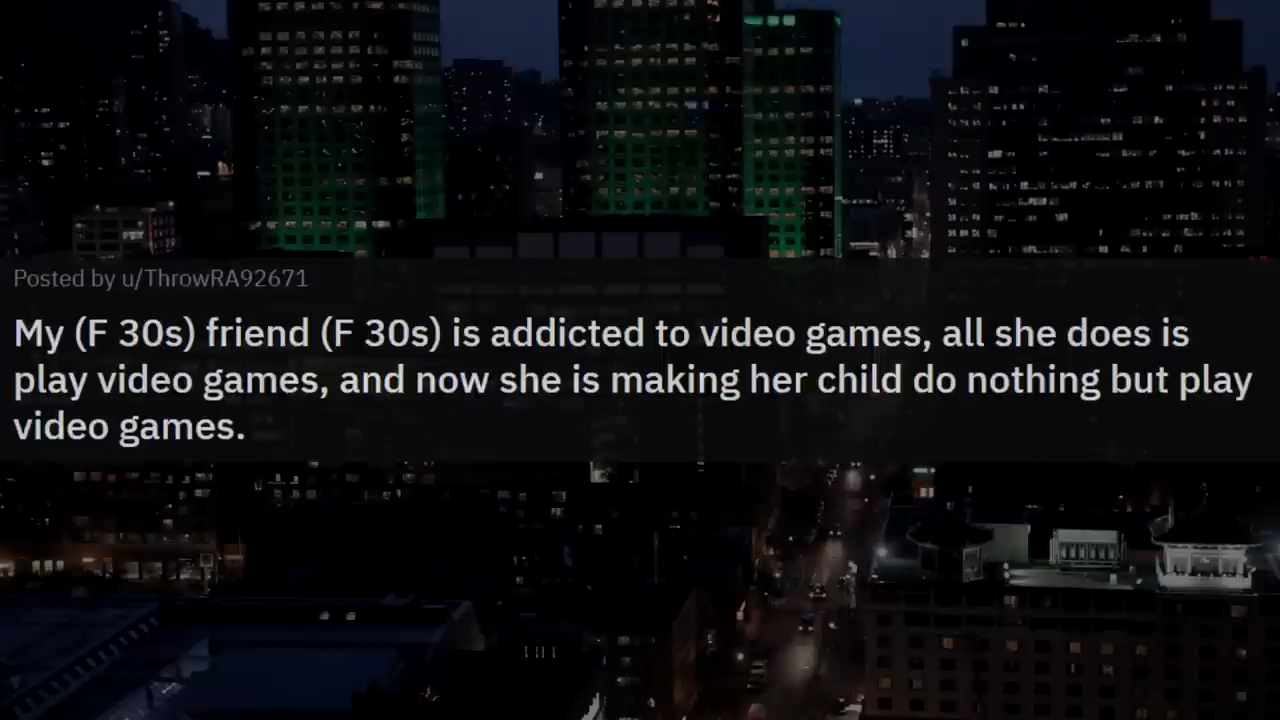 Posted by u/ThrowRA92671
My (F 30s) friend (F 30s) is addicted to video games, all she does is
play video games, and now she is making her child do nothing but play
video games.